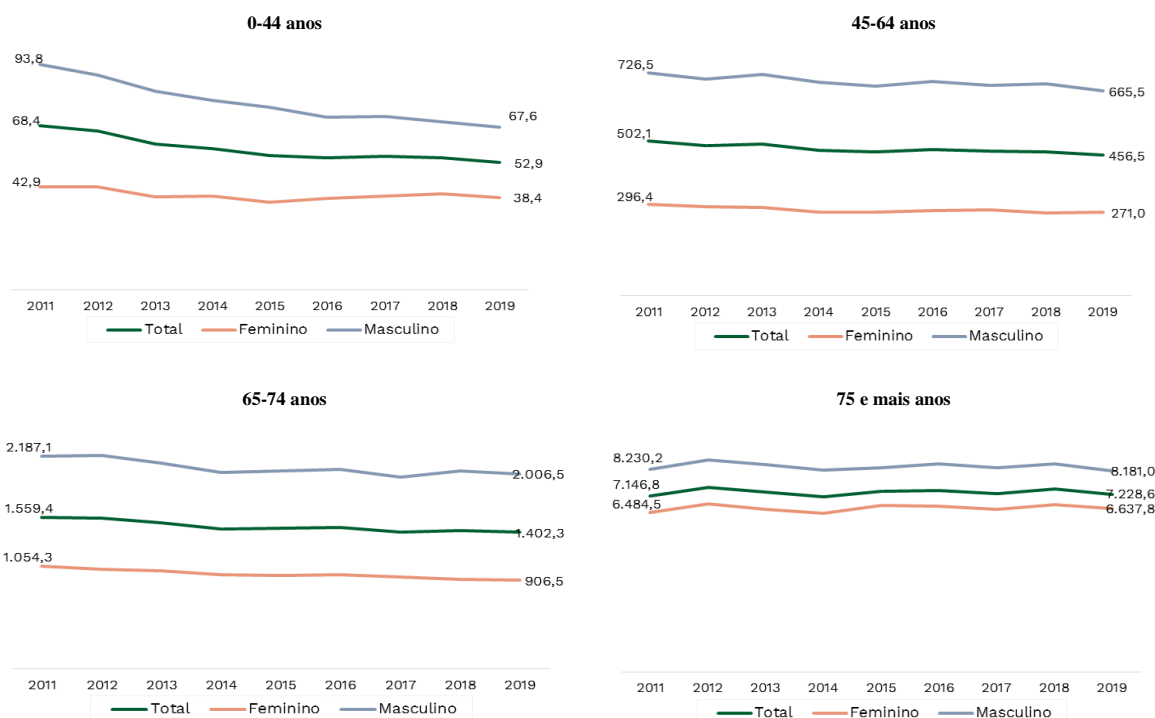 0-44 anos
93,8
68,4
42,9
67,6
52,9
38,4
2011 2012 2013 2014 2015 2016 2017 2018 2019
Total Feminino Masculino
45-64 anos
726,5
502,1
296,4
665,5
456,5
271,0
2011 2012 2013 2014 2015 2016 2017 2018 2019
Total Feminino Masculino
65-74 anos
2.187,1
1.559,4
1.054,3
2.006,5
1.402,3
906,5
2011 2012 2013 2014 2015 2016 2017 2018 2019
Total Feminino Masculino
75 e mais anos
8.230,2
7.146,8
6.484,5
8.181,0
7.228,6
6.637,8
2011 2012 2013 2014 2015 2016 2017 2018 2019
Total Feminino Masculino